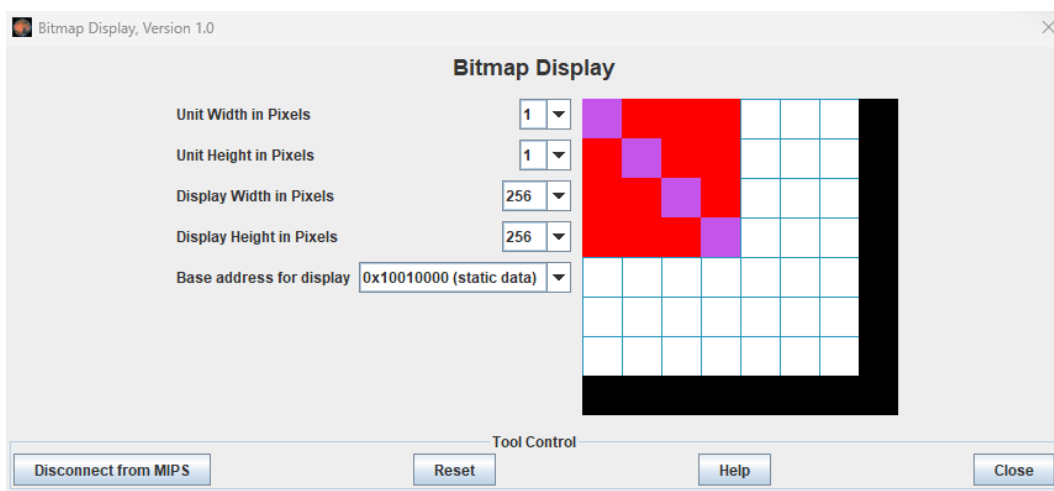 Bitmap Display, Version 1.0
Bitmap Display
Unit Width in Pixels 1
Unit Height in Pixels 1
Display Width in Pixels 256
Display Height in Pixels 256
Base address for display 0x10010000 (static data)
Tool Control
Disconnect from MIPS Reset Help Close